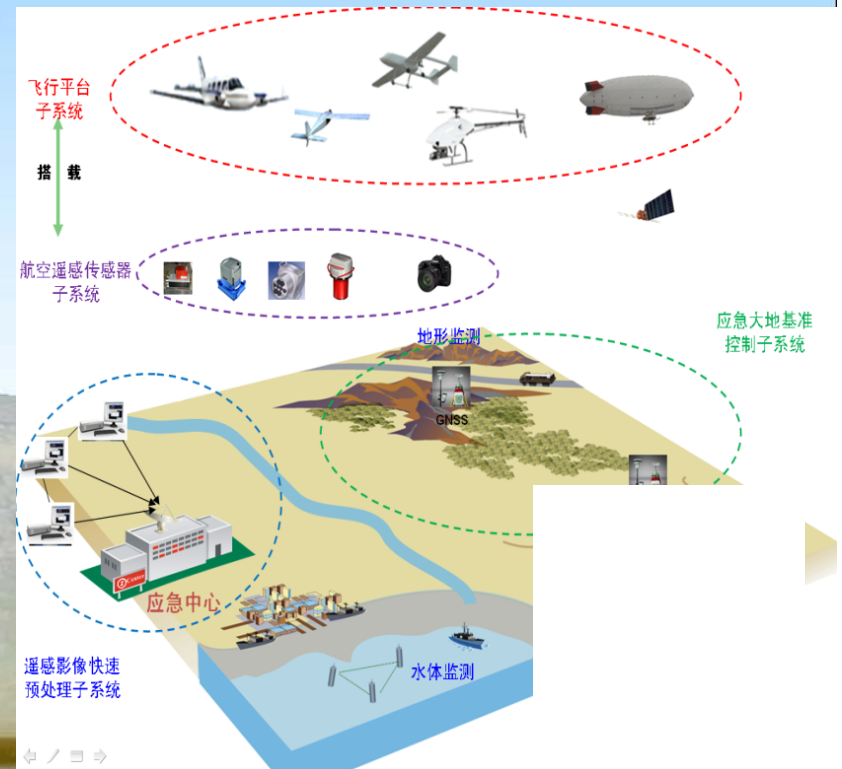 飞行平台
子系统
搭 载
航空遥感传感器
子系统
应急大地基准
控制子系统
地形监测
GNSS
应急中心
遥感影像快速
预处理子系统
水体监测